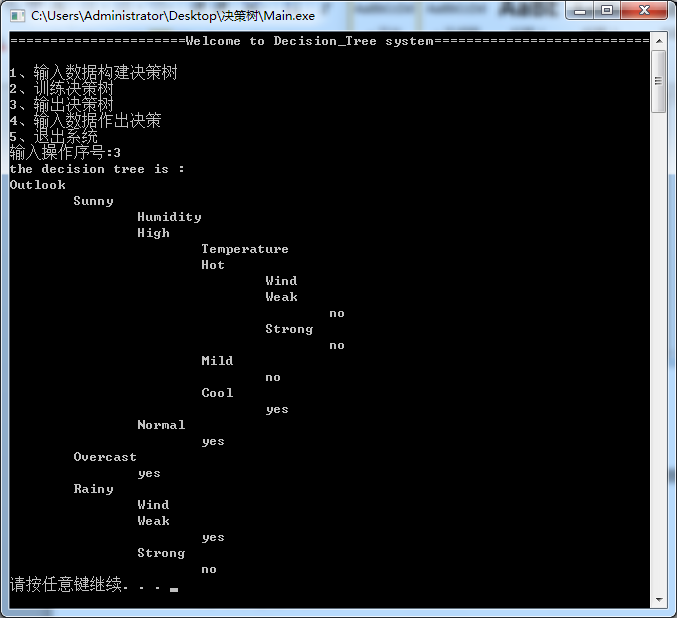 C:\Users\Administrator\Desktop\决策树\Main.exe
======================Welcome to Decision_Tree system===========================
1、输入数据构建决策树
2、训练决策树
3、输出决策树
4、输入数据作出决策
5、退出系统
输入操作序号:3
the decision tree is :
Outlook
Sunny
Humidity
High
Temperature
Hot
Wind
Weak
no
Strong
no
Mild
no
Cool
yes
Normal
yes
Overcast
yes
Rainy
Wind
Weak
yes
Strong
no
请按任意键继续. . .